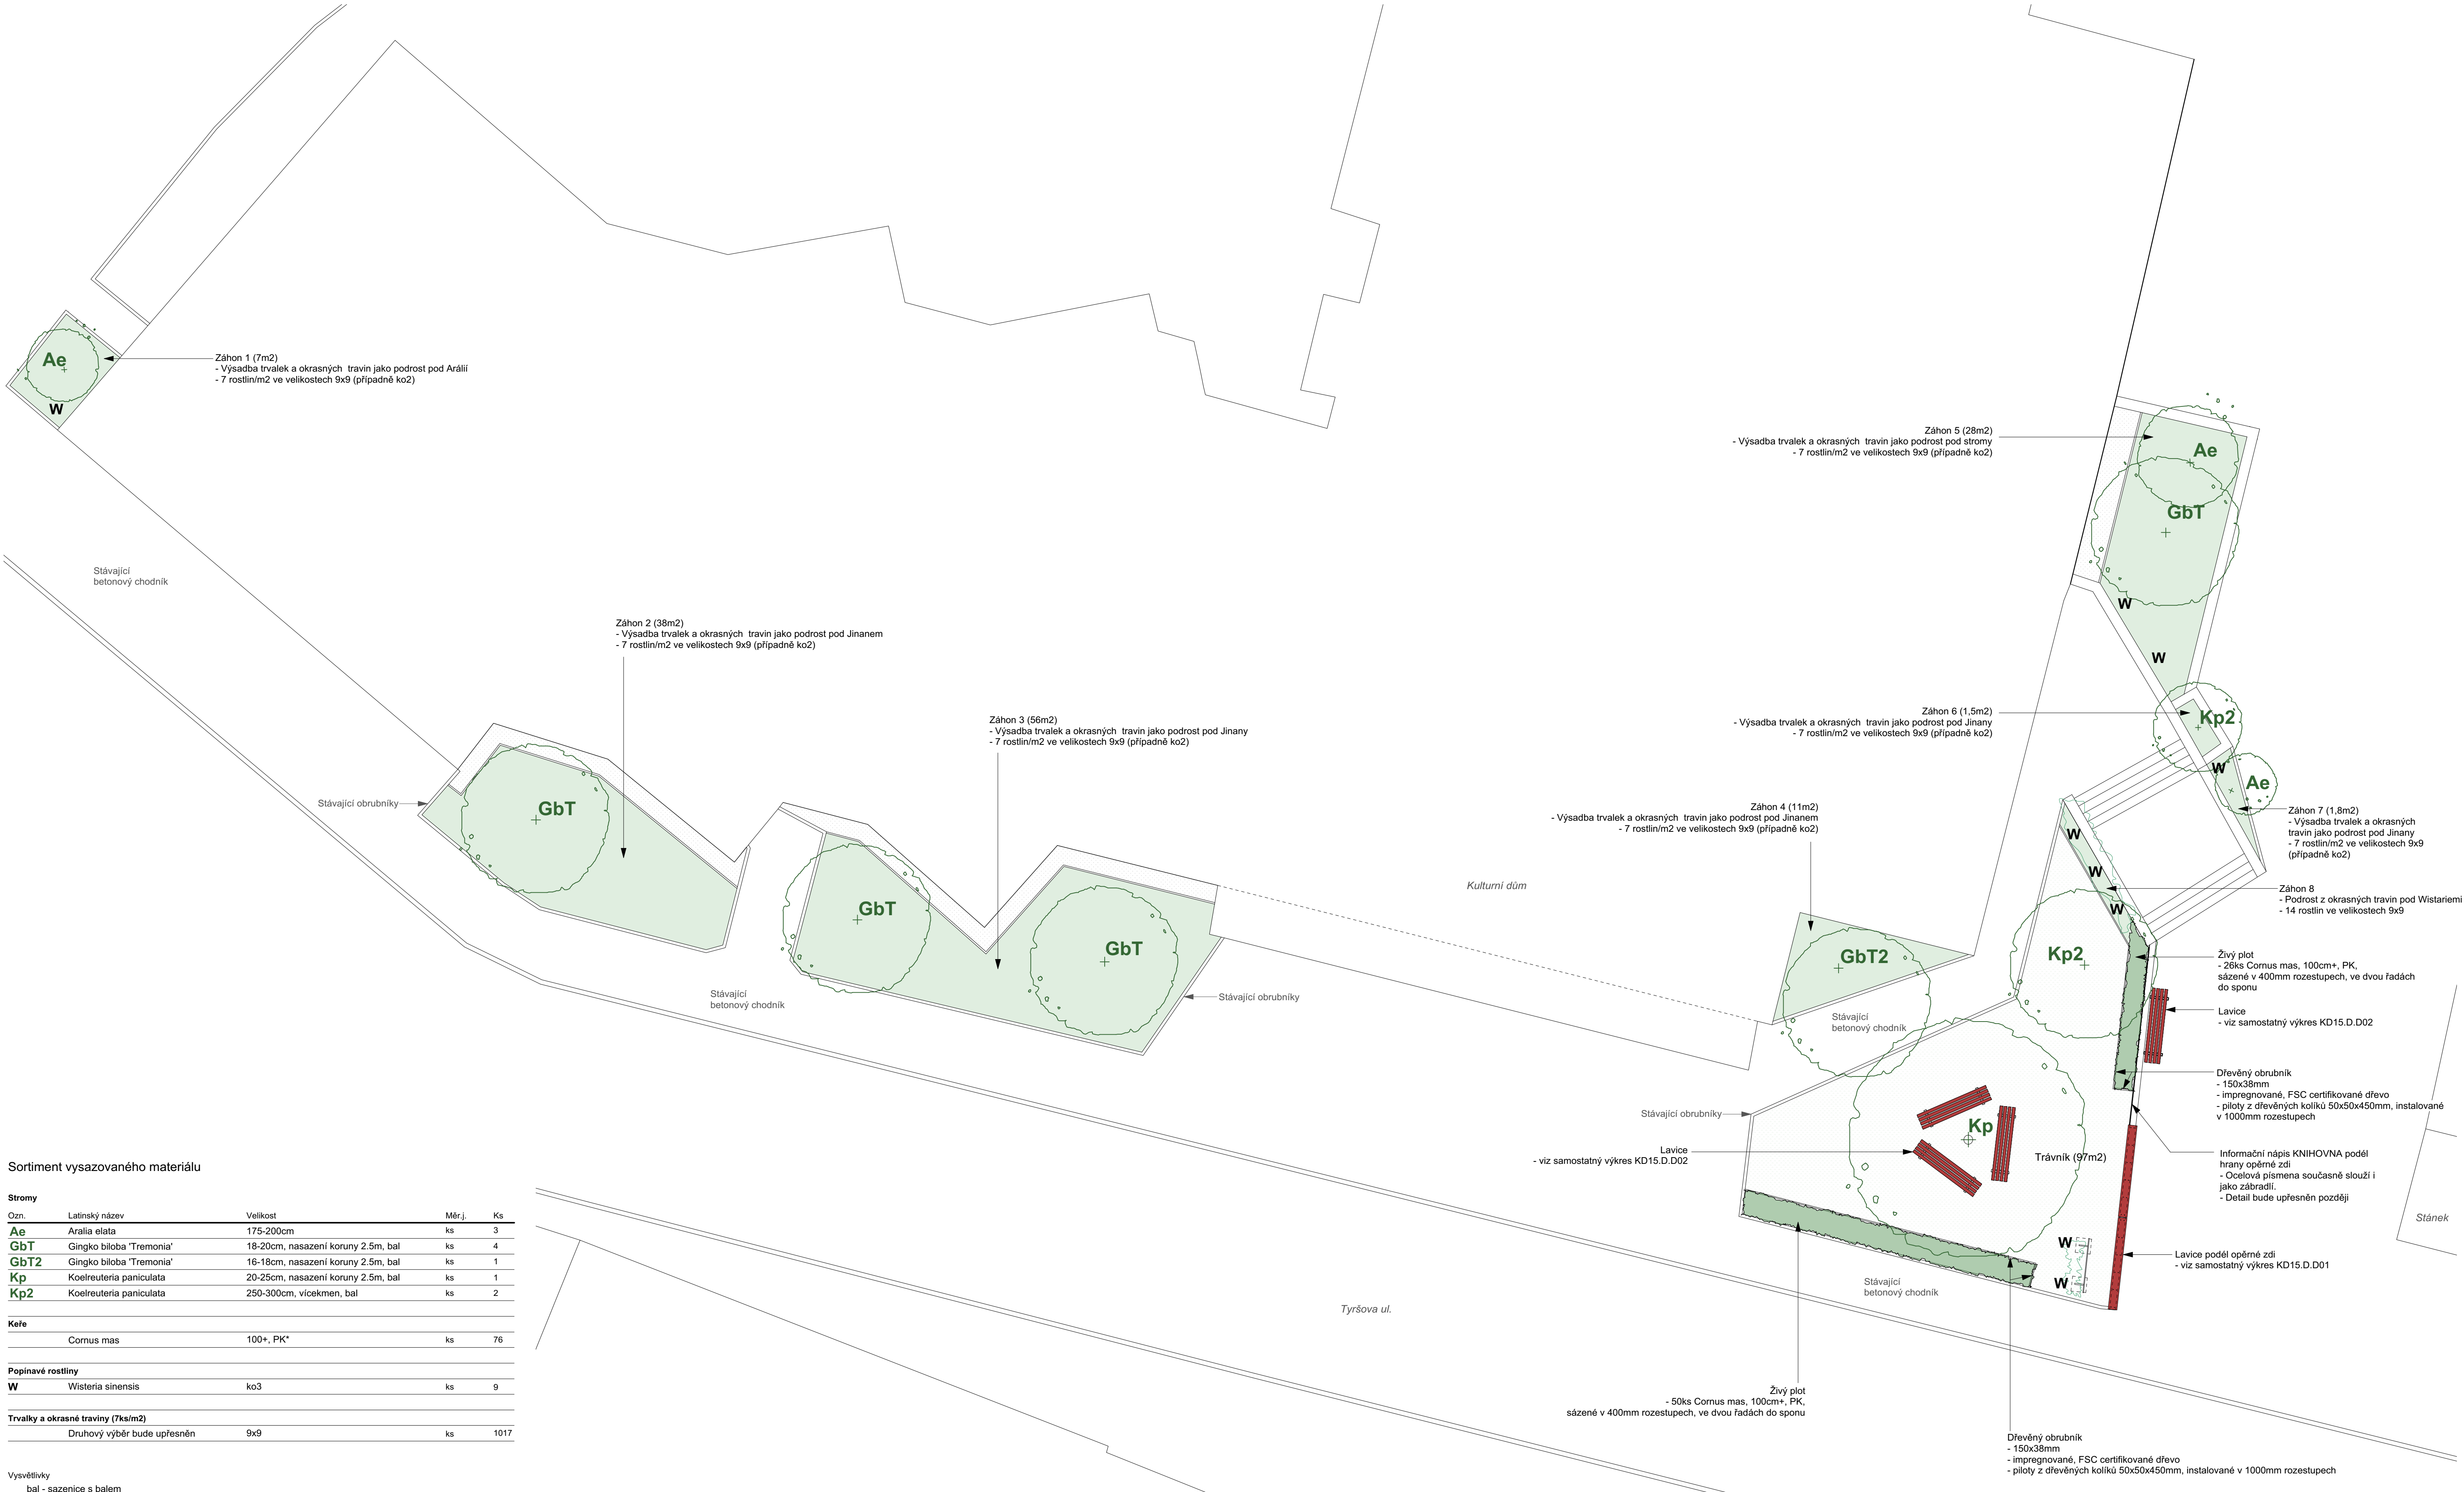 Záhon 1 (7m2)
- Výsadba trvalek a okrasných  travin jako podrost pod Arálií
- 7 rostlin/m2 ve velikostech 9x9 (případně ko2)
Ae
W
Stávající
betonový chodník
Záhon 2 (38m2)
- Výsadba trvalek a okrasných  travin jako podrost pod Jinanem
- 7 rostlin/m2 ve velikostech 9x9 (případně ko2)
Stávající obrubníky
GbT
Záhon 3 (56m2)
- Výsadba trvalek a okrasných  travin jako podrost pod Jinany
- 7 rostlin/m2 ve velikostech 9x9 (případně ko2)
GbT
GbT
Stávající
betonový chodník
Stávající obrubníky
Kulturní dům
Záhon 5 (28m2)
- Výsadba trvalek a okrasných  travin jako podrost pod stromy
- 7 rostlin/m2 ve velikostech 9x9 (případně ko2)
Ae
GbT
W
W
Záhon 6 (1,5m2)
- Výsadba trvalek a okrasných  travin jako podrost pod Jinany
- 7 rostlin/m2 ve velikostech 9x9 (případně ko2)
Kp2
W
Ae
Záhon 4 (11m2)
- Výsadba trvalek a okrasných  travin jako podrost pod Jinanem
- 7 rostlin/m2 ve velikostech 9x9 (případně ko2)
GbT2
Záhon 7 (1,8m2)
- Výsadba trvalek a okrasných
travin jako podrost pod Jinany
- 7 rostlin/m2 ve velikostech 9x9
(případně ko2)
W
W
W
Záhon 8
- Podrost z okrasných travin pod Wistariemi
- 14 rostlin ve velikostech 9x9
Kp2
Živý plot
- 26ks Cornus mas, 100cm+, PK,
sázené v 400mm rozestupech, ve dvou řadách
do sponu
Lavice
- viz samostatný výkres KD15.D.D02
Stávající
betonový chodník
Dřevěný obrubník
- 150x38mm
- impregnované, FSC certifikované dřevo
- piloty z dřevěných kolíků 50x50x450mm, instalované
v 1000mm rozestupech
Stávající obrubníky
Kp
Lavice
- viz samostatný výkres KD15.D.D02
Trávník (97m2)
Informační nápis KNIHOVNA podél
hrany opěrné zdi
- Ocelová písmena současně slouží i
jako zábradlí.
- Detail bude upřesněn později
Stánek
W
W
Lavice podél opěrné zdi
- viz samostatný výkres KD15.D.D01
Stávající
betonový chodník
Tyršova ul.
Živý plot
- 50ks Cornus mas, 100cm+, PK,
sázené v 400mm rozestupech, ve dvou řadách do sponu
Dřevěný obrubník
- 150x38mm
- impregnované, FSC certifikované dřevo
- piloty z dřevěných kolíků 50x50x450mm, instalované v 1000mm rozestupech
Sortiment vysazovaného materiálu
Stromy
Ozn. Latinský název Velikost Měr.j. Ks
Ae Aralia elata 175-200cm ks 3
GbT Gingko biloba 'Tremonia' 18-20cm, nasazení koruny 2.5m, bal ks 4
GbT2 Gingko biloba 'Tremonia' 16-18cm, nasazení koruny 2.5m, bal ks 1
Kp Koelreuteria paniculata 20-25cm, nasazení koruny 2.5m, bal ks 1
Kp2 Koelreuteria paniculata 250-300cm, vícekmen, bal ks 2
Keře
Cornus mas 100+, PK* ks 76
Popínavé rostliny
W Wisteria sinensis ko3 ks 9
Trvalky a okrasné traviny (7ks/m2)
Druhový výběr bude upřesněn 9x9 ks 1017
Vysvětlivky
bal - sazenice s balem